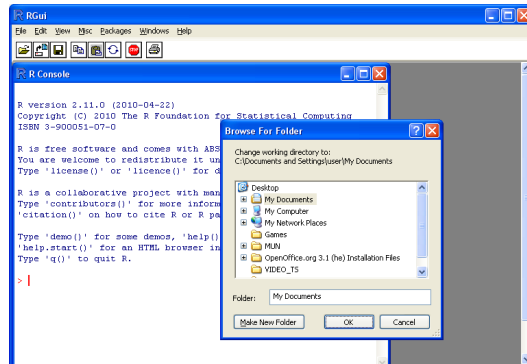 RGui
File Edit View Misc Packages Windows Help
R Console
R version 2.11.0 (2010-04-22)
Copyright (C) 2010 The R Foundation for Statistical Computing
ISBN 3-900051-07-0
R is free software and comes with ABS
You are welcome to redistribute it un
Type 'license()' or 'licence()' for d
R is a collaborative project with man
Type 'contributors()' for more inform
'citation()' on how to cite R or R pa
Type 'demo()' for some demos, 'help()
'help.start()' for an HTML browser in
Type 'q()' to quit R.
>
Browse For Folder
Change working directory to:
C:\Documents and Settings\user\My Documents
Desktop
My Documents
My Computer
My Network Places
Games
MUN
OpenOffice.org 3.1 (he) Installation Files
VIDEO_TS
Folder: My Documents
Make New Folder OK Cancel